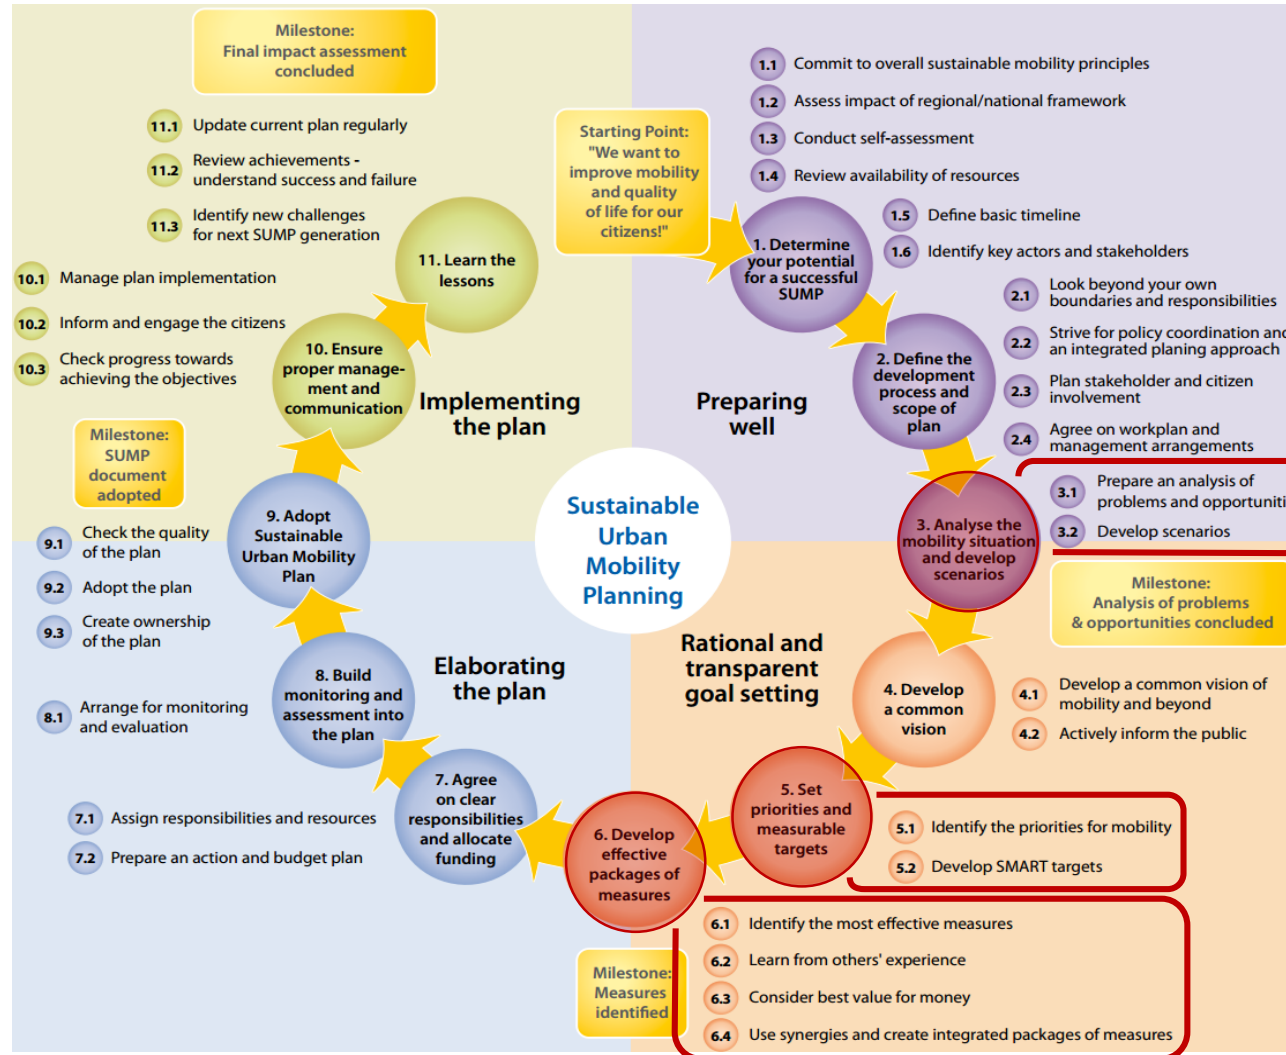 Milestone:
Final impact assessment
concluded
11.1 Update current plan regularly
11.2 Review achievements -
understand success and failure
11.3 Identify new challenges
for next SUMP generation
10.1 Manage plan implementation
10.2 Inform and engage the citizens
10.3 Check progress towards
achieving the objectives
11. Learn the
lessons
10. Ensure
proper manage-
ment and
communication
Implementing
the plan
Milestone:
SUMP
document
adopted
Starting Point:
"We want to
improve mobility
and quality
of life for our
citizens!"
1.1 Commit to overall sustainable mobility principles
1.2 Assess impact of regional/national framework
1.3 Conduct self-assessment
1.4 Review availability of resources
1.5 Define basic timeline
1.6 Identify key actors and stakeholders
1. Determine
your potential
for a successful
SUMP
2.1 Look beyond your own
boundaries and responsibilities
2.2 Strive for policy coordination and
an integrated planing approach
2.3 Plan stakeholder and citizen
involvement
2.4 Agree on workplan and
management arrangements
2. Define the
development
process and
scope of
plan
Preparing
well
3.1 Prepare an analysis of
problems and opportuniti
3.2 Develop scenarios
3. Analyse the
mobility situation
and develop
scenarios
Milestone:
Analysis of problems
& opportunities concluded
Sustainable
Urban
Mobility
Planning
Rational and
transparent
goal setting
4. Develop
a common
vision
4.1 Develop a common vision of
mobility and beyond
4.2 Actively inform the public
5. Set
priorities and
measurable
targets
5.1 Identify the priorities for mobility
5.2 Develop SMART targets
6. Develop
effective
packages of
measures
6.1 Identify the most effective measures
6.2 Learn from others' experience
6.3 Consider best value for money
6.4 Use synergies and create integrated packages of measures
Milestone:
Measures
identified
Elaborating
the plan
7. Agree
on clear
responsibilities
and allocate
funding
7.1 Assign responsibilities and resources
7.2 Prepare an action and budget plan
8. Build
monitoring and
assessment into
the plan
8.1 Arrange for monitoring
and evaluation
9. Adopt
Sustainable
Urban Mobility
Plan
9.1 Check the quality
of the plan
9.2 Adopt the plan
9.3 Create ownership
of the plan